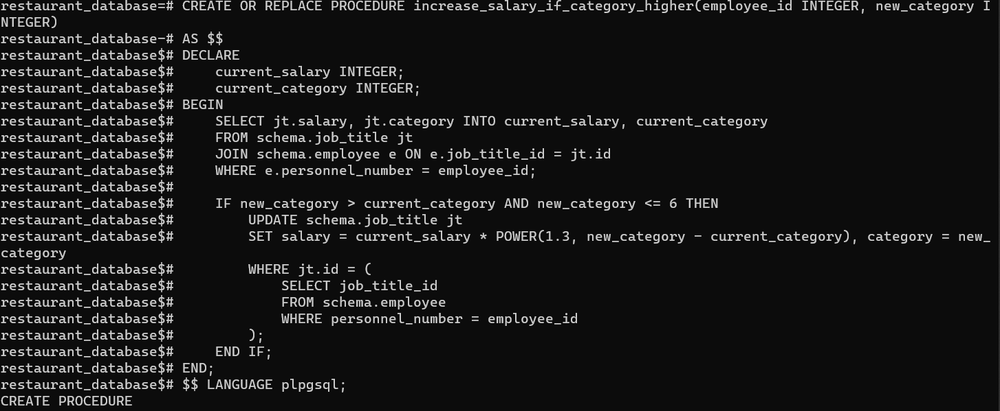 restaurant_database=# CREATE OR REPLACE PROCEDURE increase_salary_if_category_higher(employee_id INTEGER, new_category I
NTEGER)
restaurant_database-# AS $$
restaurant_database$# DECLARE
restaurant_database$#     current_salary INTEGER;
restaurant_database$#     current_category INTEGER;
restaurant_database$# BEGIN
restaurant_database$#     SELECT jt.salary, jt.category INTO current_salary, current_category
restaurant_database$#     FROM schema.job_title jt
restaurant_database$#     JOIN schema.employee e ON e.job_title_id = jt.id
restaurant_database$#     WHERE e.personnel_number = employee_id;
restaurant_database$#
restaurant_database$#     IF new_category > current_category AND new_category <= 6 THEN
restaurant_database$#         UPDATE schema.job_title jt
restaurant_database$#         SET salary = current_salary * POWER(1.3, new_category - current_category), category = new_
category
restaurant_database$#         WHERE jt.id = (
restaurant_database$#             SELECT job_title_id
restaurant_database$#             FROM schema.employee
restaurant_database$#             WHERE personnel_number = employee_id
restaurant_database$#         );
restaurant_database$#     END IF;
restaurant_database$# END;
restaurant_database$# $$ LANGUAGE plpgsql;
CREATE PROCEDURE